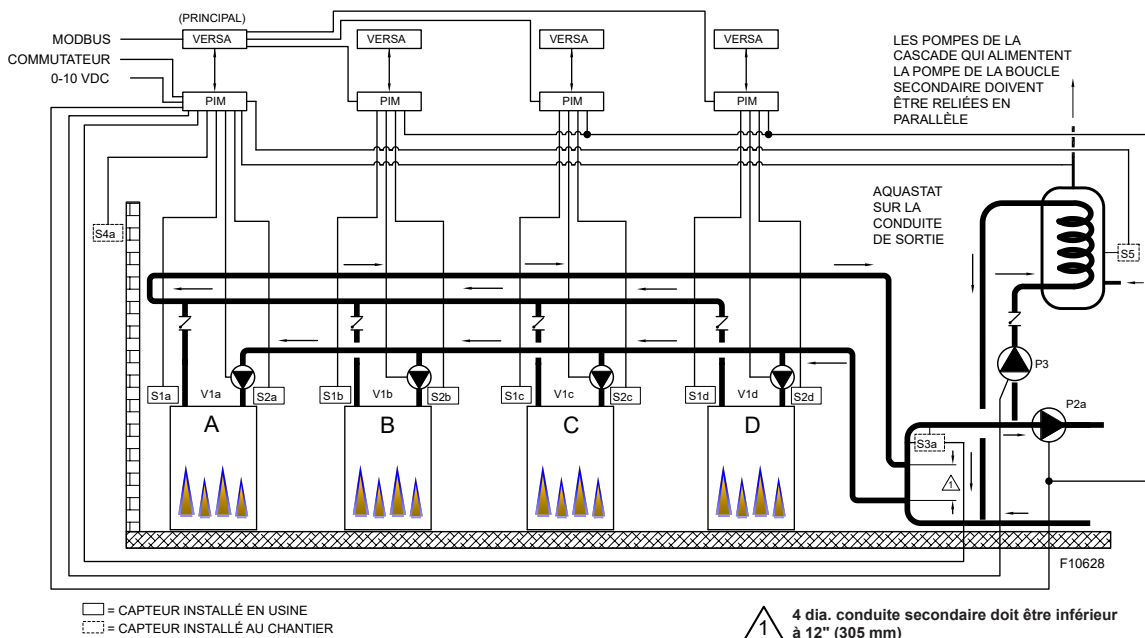 (PRINCIPAL)
MODBUS
VERSA
VERSA
VERSA
VERSA
COMMUTATEUR
0-10 VDC
PIM
PIM
PIM
PIM
LES POMPES DE LA
CASCADE QUI ALIMENTENT
LA POMPE DE LA BOUCLE
SECONDAIRE DOIVENT
ÊTRE RELIÉES EN
PARALLÈLE
AQUASTAT
SUR LA
CONDUITE
DE SORTIE
S4a
S5
P3
P2a
S1a
V1a
S2a
S1b
V1b
S2b
S1c
V1c
S2c
S1d
V1d
S2d
A
B
C
D
S3a
1
F10628
= CAPTEUR INSTALLÉ EN USINE
= CAPTEUR INSTALLÉ AU CHANTIER
1
4 dia. conduite secondaire doit être inférieur
à 12" (305 mm)